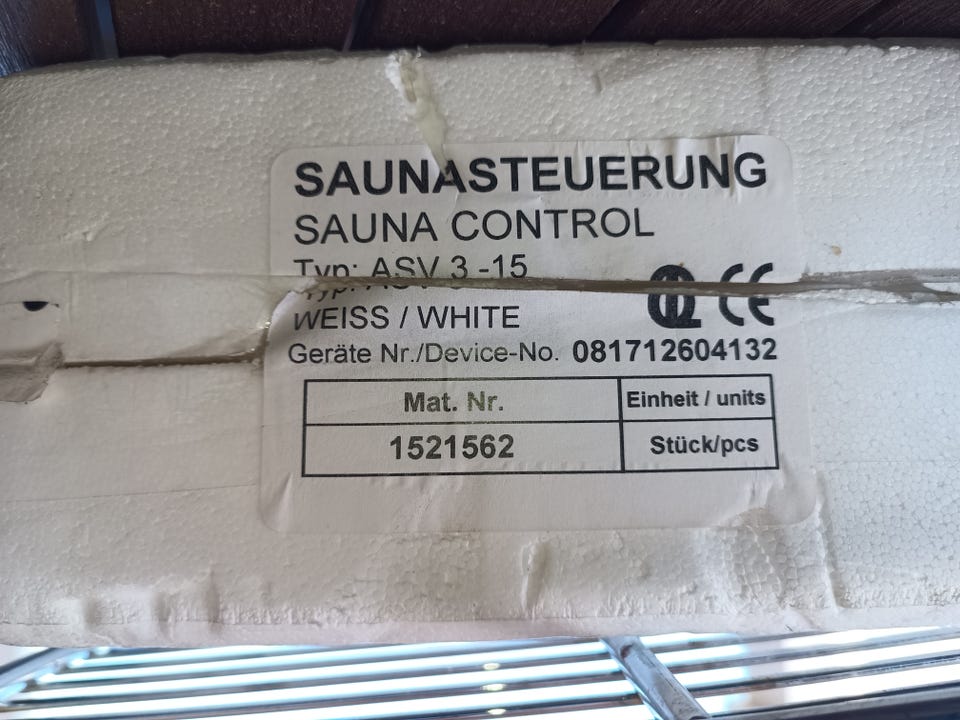 SAUNASTEUERUNG
SAUNA CONTROL
Typ: ASV 3 -15
WEISS / WHITE
CE
Geräte Nr./Device-No. 081712604132
Mat. Nr. Einheit / units
1521562 Stück/pcs